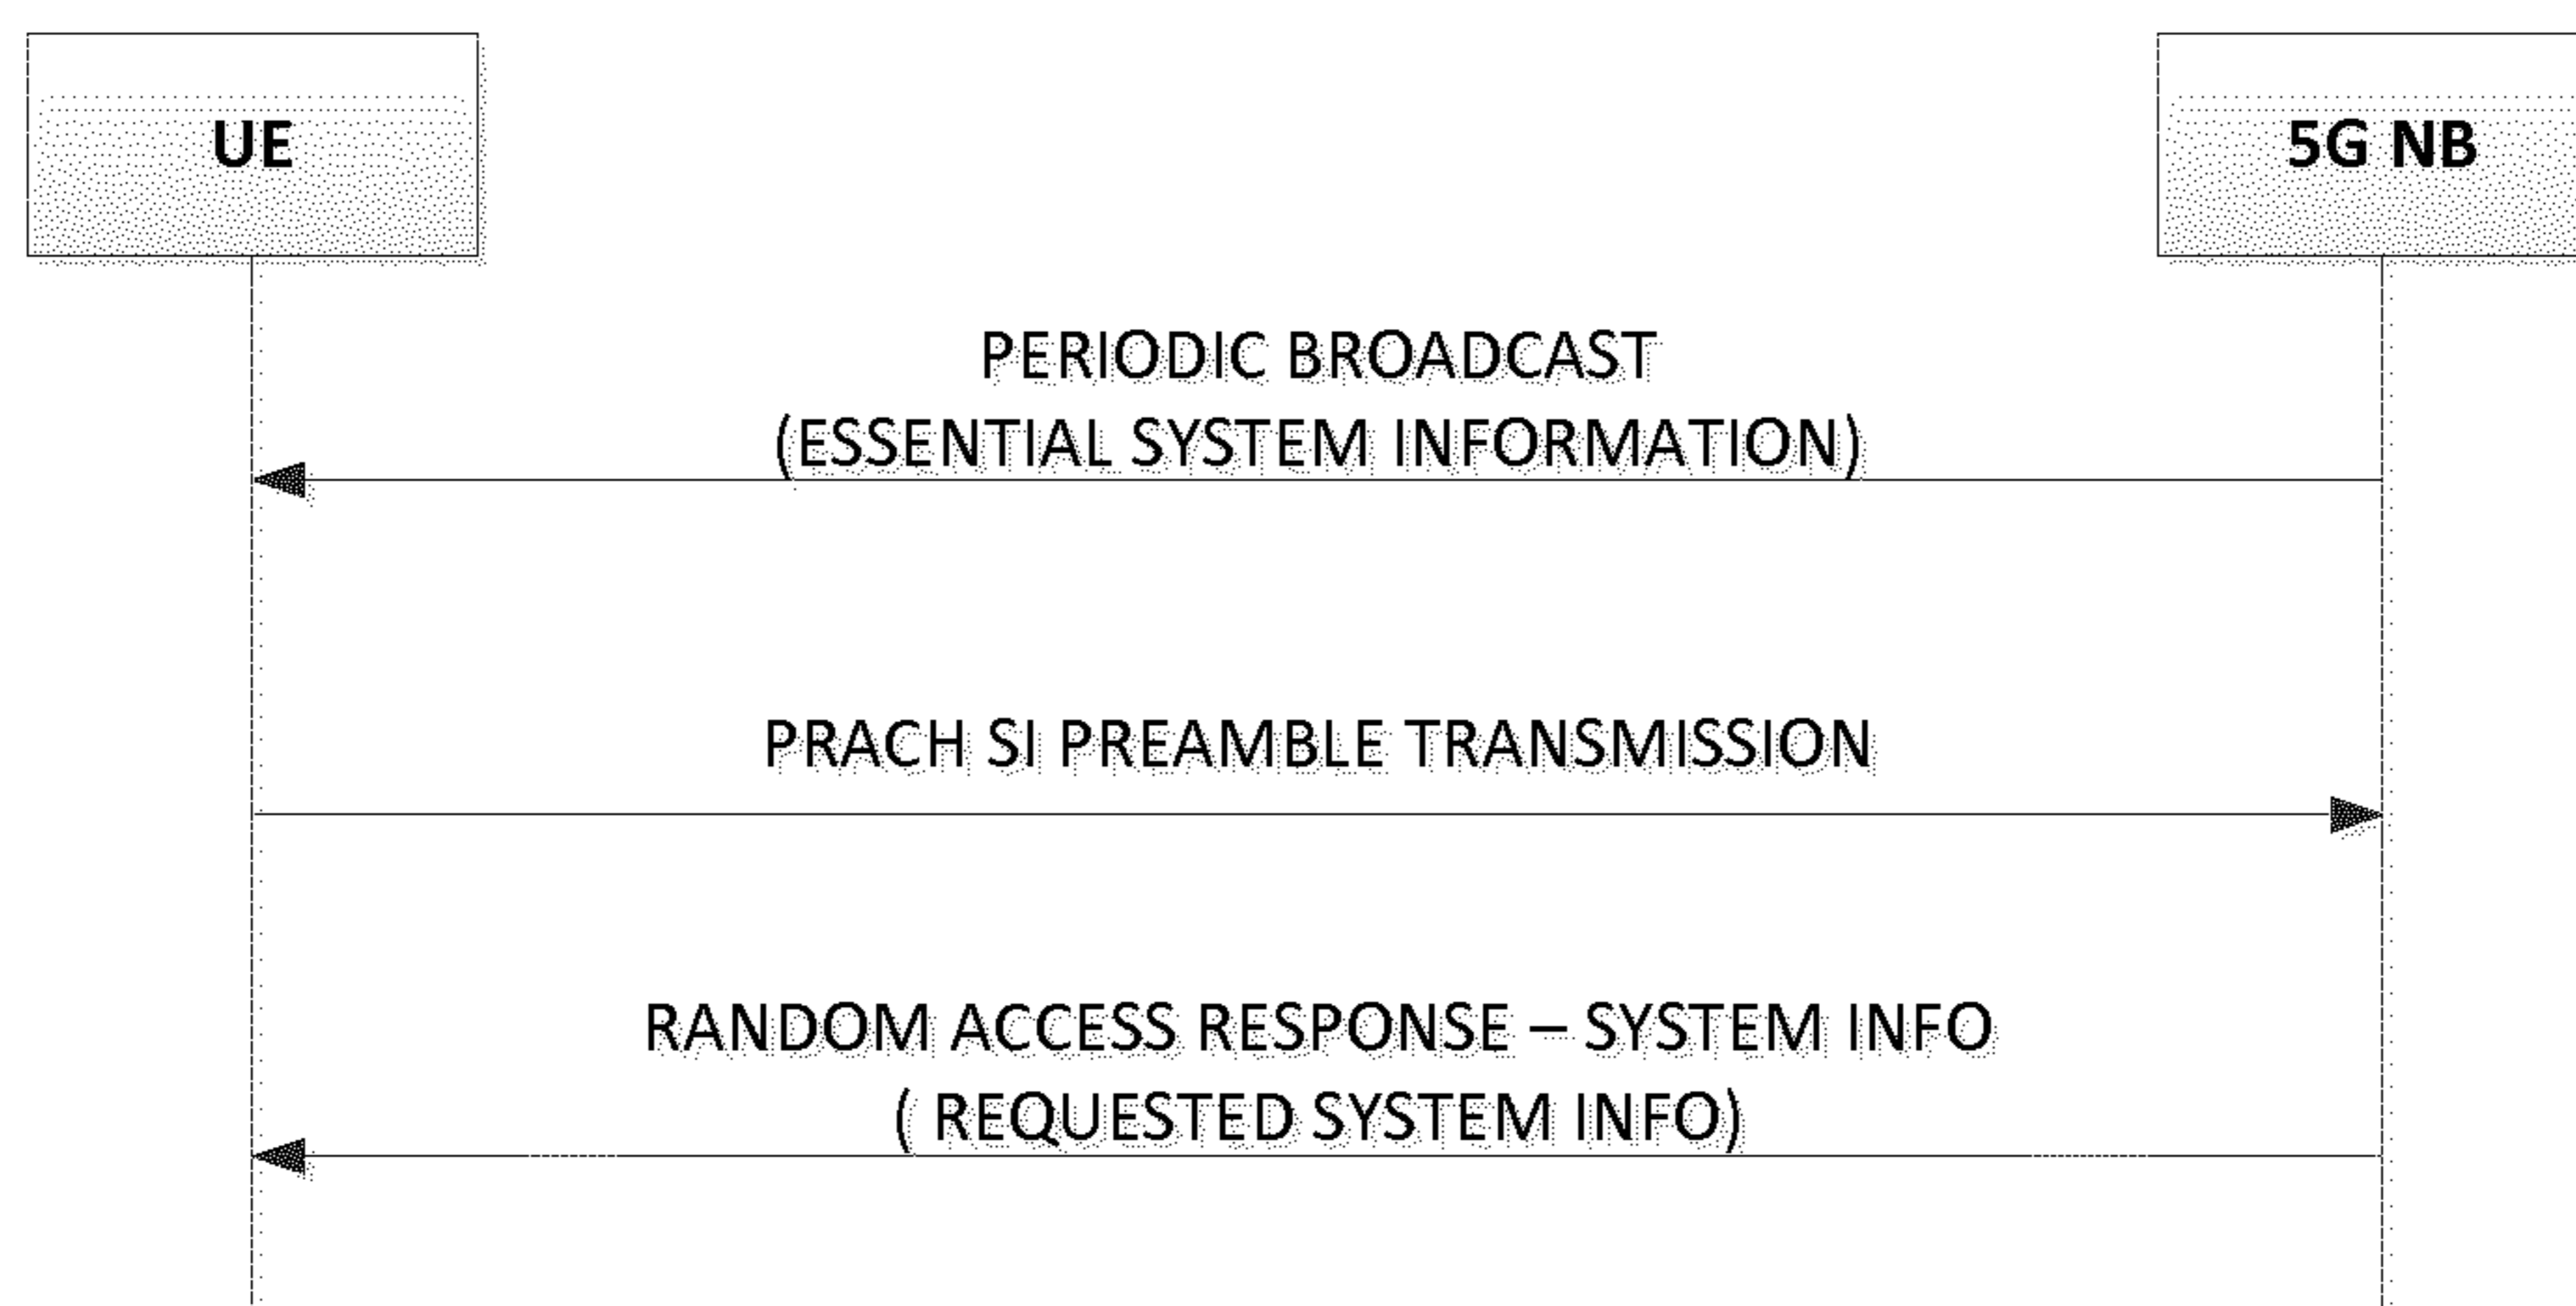 UE
5G NB
PERIODIC BROADCAST
(ESSENTIAL SYSTEM INFORMATION)
PRACH SI PREAMBLE TRANSMISSION
RANDOM ACCESS RESPONSE – SYSTEM INFO
( REQUESTED SYSTEM INFO)